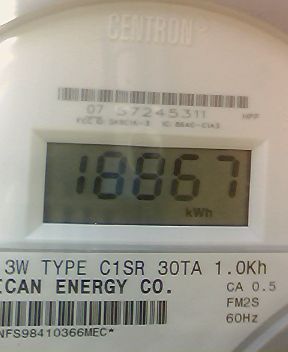 CENTRON
07 57245311 NPP
18867
kWh
3W TYPE C1SR 30TA 1.0Kh
ICAN ENERGY CO. CA 0.5
FM2S
NFS98410366MEC* 60Hz